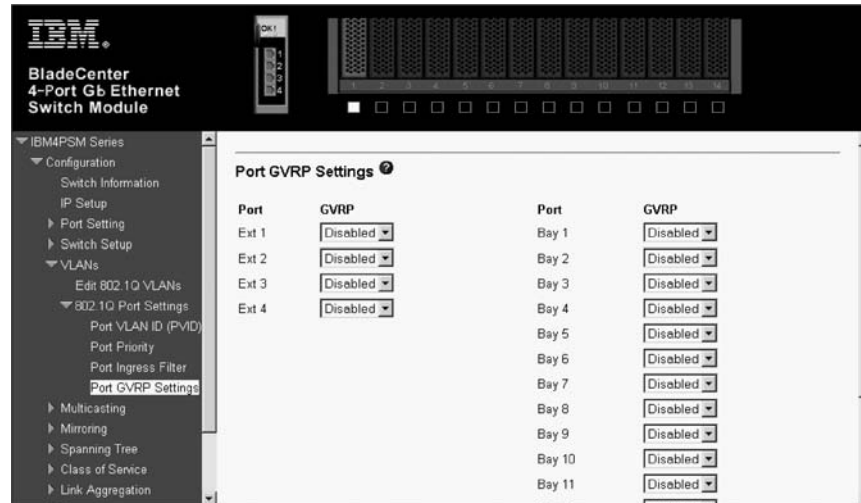 IBM.
BladeCenter
4-Port Gb Ethernet
Switch Module
OK!
1
2
3
4
1 2 3 4 5 6 7 8 9 10 11 12 13 14
IBM4PSM Series
Configuration
Switch Information
IP Setup
Port Setting
Switch Setup
VLANs
Edit 802.1Q VLANs
802.1Q Port Settings
Port VLAN ID (PVID)
Port Priority
Port Ingress Filter
Port GVRP Settings
Multicasting
Mirroring
Spanning Tree
Class of Service
Link Aggregation
Port GVRP Settings ?
Port GVRP Port GVRP
Ext 1 Disabled Bay 1 Disabled
Ext 2 Disabled Bay 2 Disabled
Ext 3 Disabled Bay 3 Disabled
Ext 4 Disabled Bay 4 Disabled
Bay 5 Disabled
Bay 6 Disabled
Bay 7 Disabled
Bay 8 Disabled
Bay 9 Disabled
Bay 10 Disabled
Bay 11 Disabled